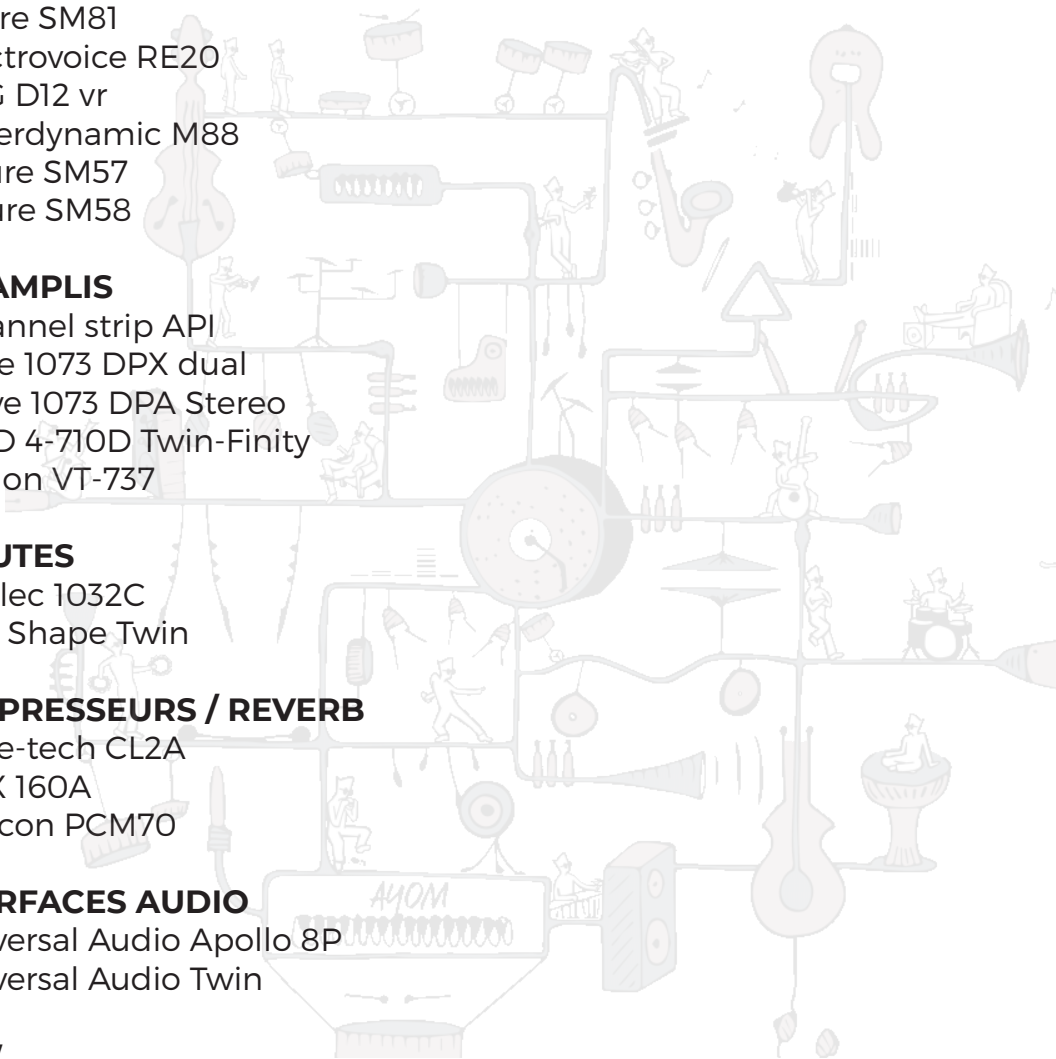 re SM81
ctrovoice RE20
G D12 vr
erdynamic M88
ure SM57
ure SM58
AMPLIS
annel strip API
e 1073 DPX dual
ve 1073 DPA Stereo
D 4-710D Twin-Finity
on VT-737
UTES
lec 1032C
Shape Twin
PRESSEURS / REVERB
e-tech CL2A
X 160A
con PCM70
AYOM
RFACES AUDIO
versal Audio Apollo 8P
versal Audio Twin